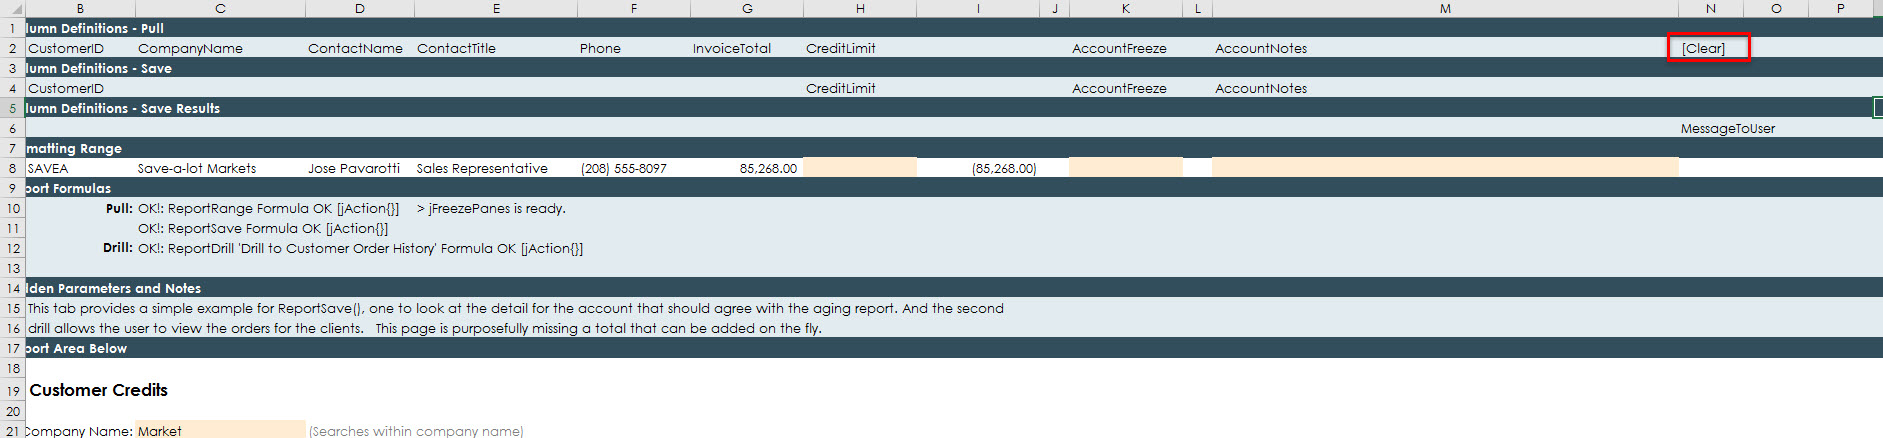 B C D E F G H I J K L M N O P
1 lumn Definitions - Pull
2 CustomerID CompanyName ContactName ContactTitle Phone InvoiceTotal CreditLimit AccountFreeze AccountNotes [Clear]
3 lumn Definitions - Save
4 CustomerID CreditLimit AccountFreeze AccountNotes
5 lumn Definitions - Save Results
6 MessageToUser
7 matting Range
8 SAVEA Save-a-lot Markets Jose Pavarotti Sales Representative (208) 555-8097 85,268.00 (85,268.00)
9 port Formulas
10 Pull: OK!: ReportRange Formula OK [jAction{}] > jFreezePanes is ready.
11 OK!: ReportSave Formula OK [jAction{}]
12 Drill: OK!: ReportDrill 'Drill to Customer Order History' Formula OK [jAction{}]
13
14 dden Parameters and Notes
15 This tab provides a simple example for ReportSave(), one to look at the detail for the account that should agree with the aging report. And the second
16 drill allows the user to view the orders for the clients. This page is purposefully missing a total that can be added on the fly.
17 port Area Below
18
19 Customer Credits
20
21 Company Name: Market (Searches within company name)